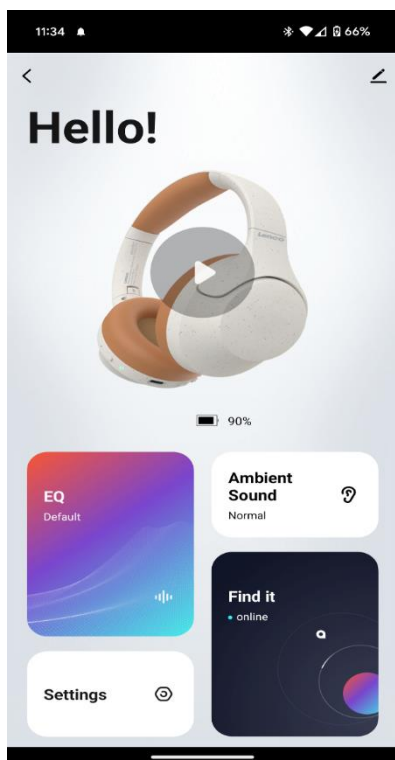 11:34
66%
Hello!
90%
EQ
Default
Ambient
Sound
Normal
Find it
online
Settings